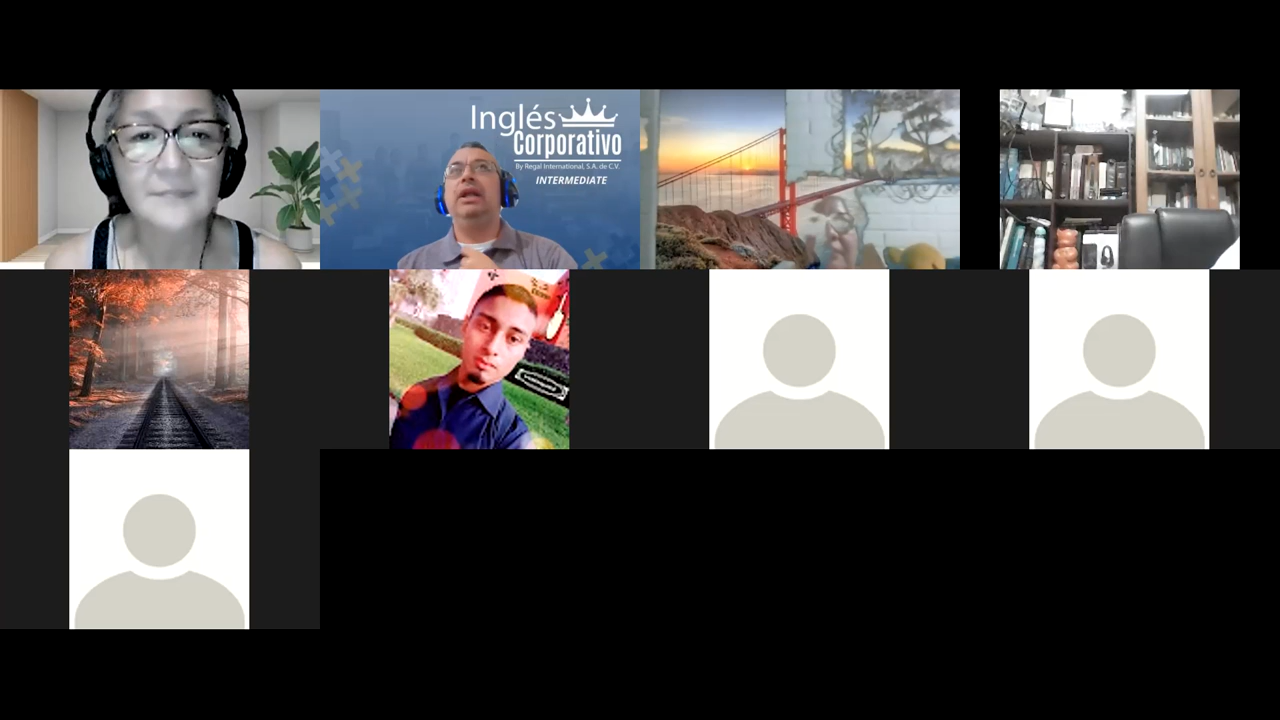 Inglés
Corporativo
By Regal International, S.A. de C.V.
INTERMEDIATE